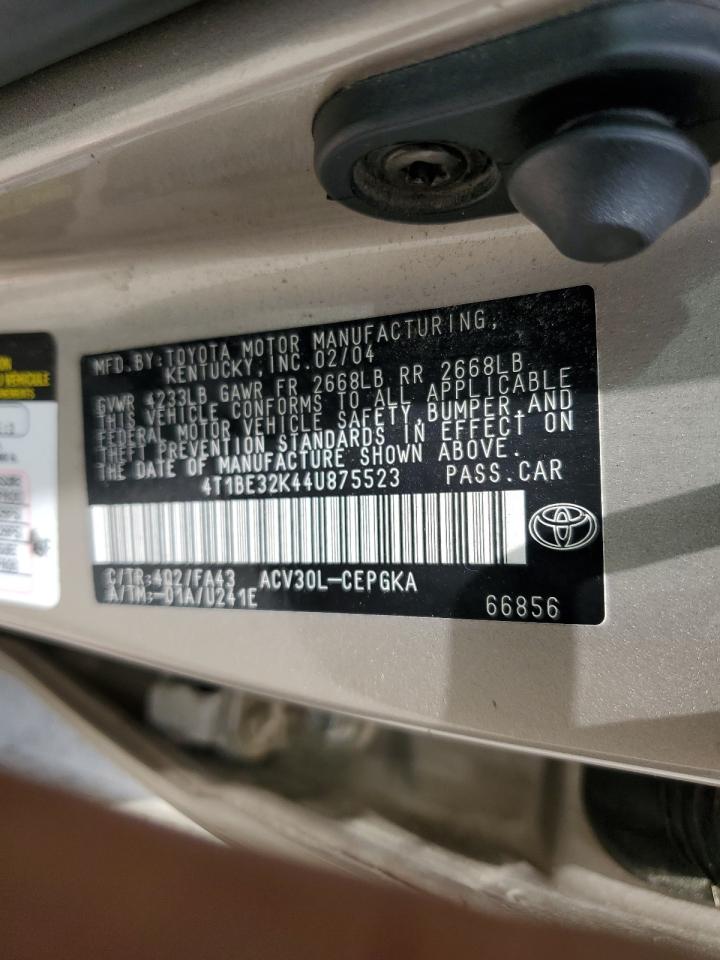 MFD.BY:TOYOTA MOTOR MANUFACTURING,
KENTUCKY,INC.02/04
GVWR 4233LB GAWR FR 2668LB RR 2668LB
THIS VEHICLE CONFORMS TO ALL APPLICABLE
FEDERAL MOTOR VEHICLE SAFETY,BUMPER,AND
THEFT PREVENTION STANDARDS IN EFFECT ON
THE DATE OF MANUFACTURE SHOWN ABOVE.
4T1BE32K44U875523 PASS.CAR
C/TR:4Q2/FA43 ACV30L-CEPGKA
A/TM:-01A/U241E
66856
VEHICLE